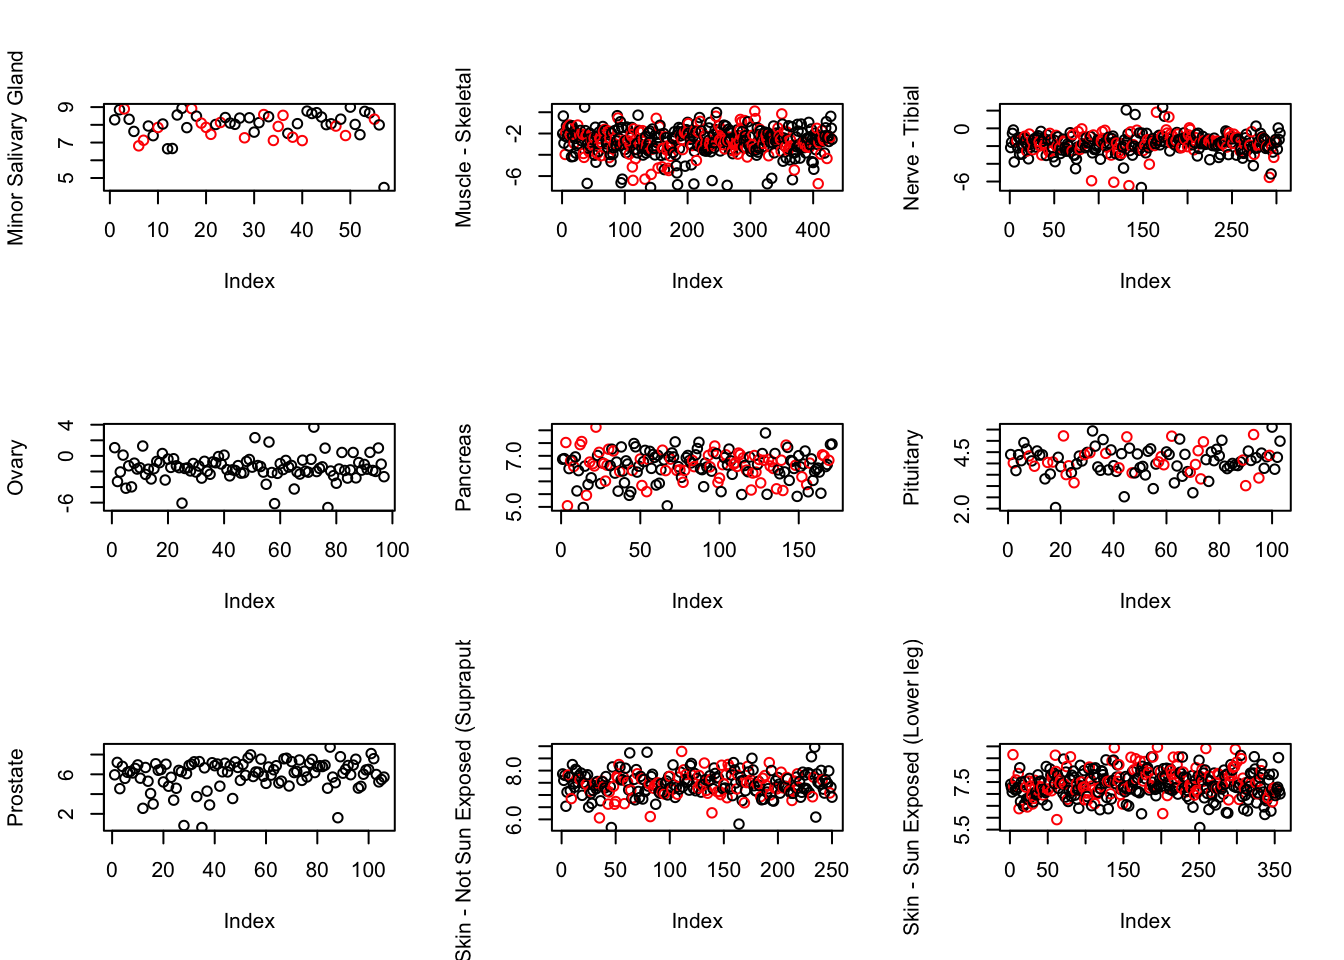 Minor Salivary Gland
9
7
5
0 10 20 30 40 50
Index
Muscle - Skeletal
-2
-6
0 100 200 300 400
Index
Nerve - Tibial
0
-6
0 50 150 250
Index
Ovary
4
0
-6
0 20 40 60 80 100
Index
Pancreas
7.0
5.0
0 50 100 150
Index
Pituitary
4.5
2.0
0 20 40 60 80 100
Index
Prostate
6
2
0 20 40 60 80 100
Index
Skin - Not Sun Exposed (Suprapub
8.0
6.0
0 50 100 150 200 250
Index
Skin - Sun Exposed (Lower leg)
7.5
5.5
0 50 150 250 350
Index